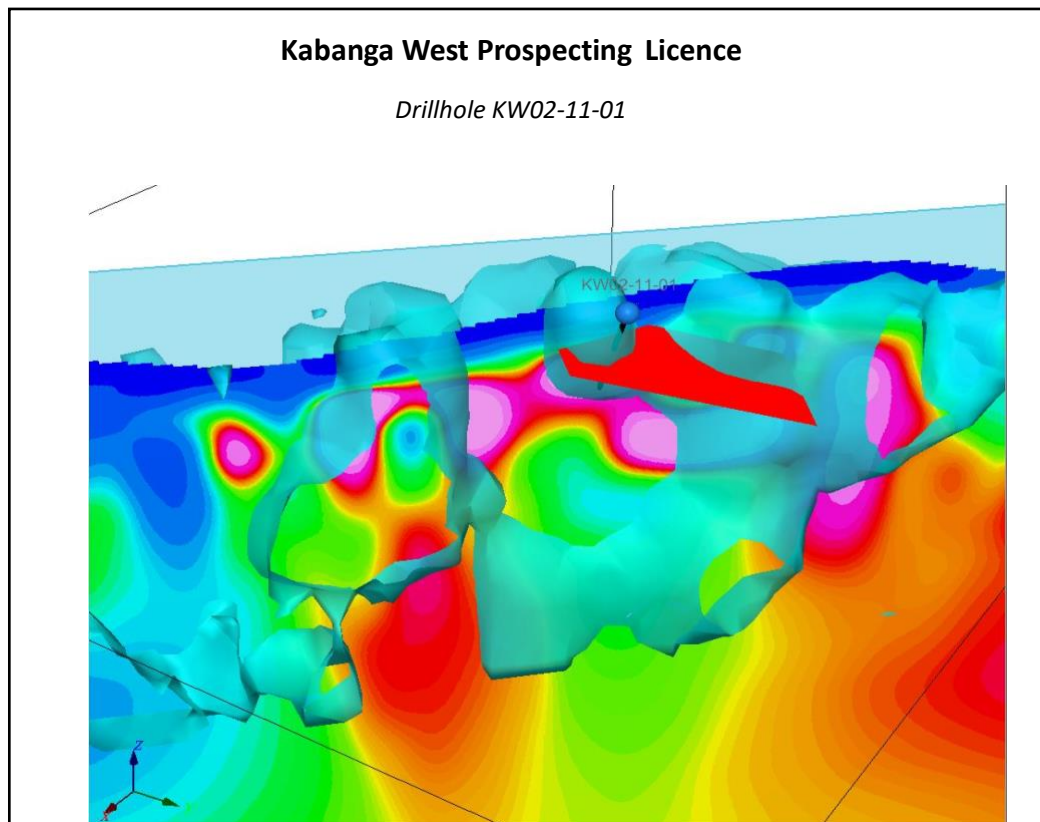 Kabanga West Prospecting Licence
Drillhole KW02-11-01
KW02-11-01
Z
Y
X